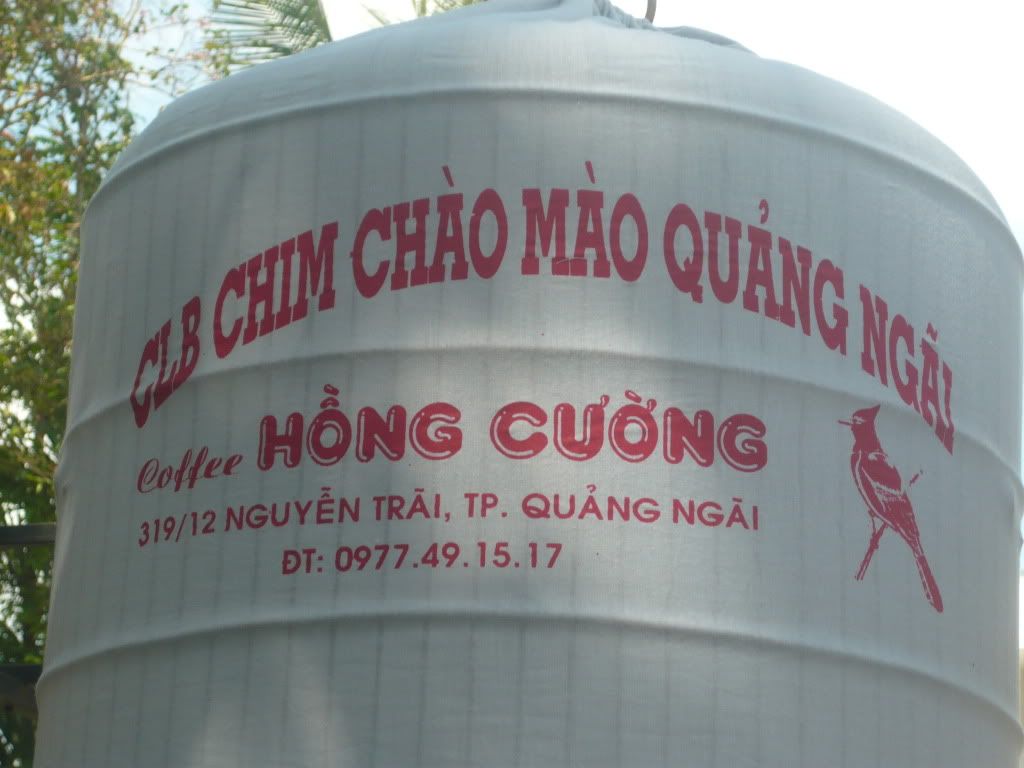 CLB CHIM CHÀO MÀO QUẢNG NGÃI
Coffee HỒNG CƯỜNG
319/12 NGUYỄN TRÃI, TP. QUẢNG NGÃI
ĐT: 0977.49.15.17